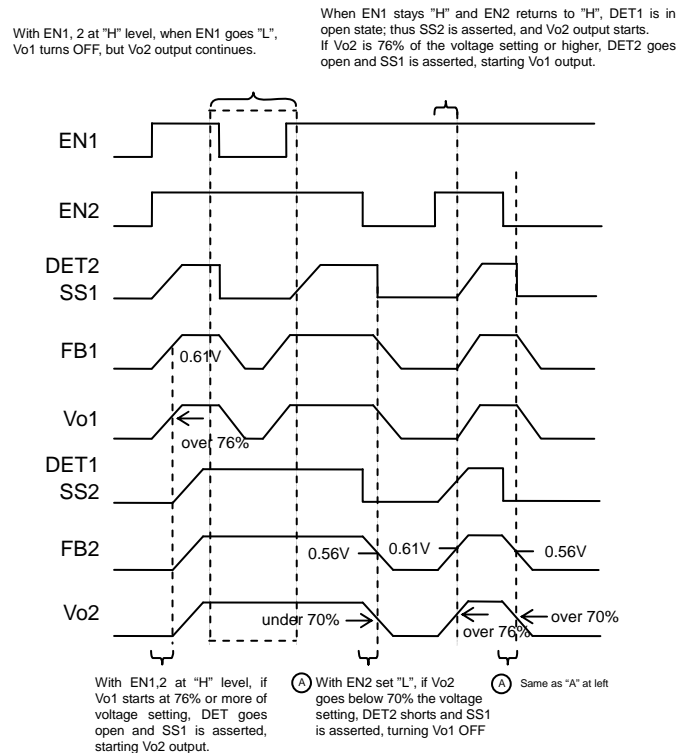 With EN1, 2 at "H" level, when EN1 goes "L",
Vo1 turns OFF, but Vo2 output continues.
When EN1 stays "H" and EN2 returns to "H", DET1 is in
open state; thus SS2 is asserted, and Vo2 output starts.
If Vo2 is 76% of the voltage setting or higher, DET2 goes
open and SS1 is asserted, starting Vo1 output.
EN1
EN2
DET2
SS1
FB1
0.61V
Vo1
over 76%
DET1
SS2
FB2
0.56V
0.61V
0.56V
Vo2
under 70%
over 76%
over 70%
With EN1,2 at "H" level, if
Vo1 starts at 76% or more of
voltage setting, DET goes
open and SS1 is asserted,
starting Vo2 output.
A With EN2 set "L", if Vo2
goes below 70% the voltage
setting, DET2 shorts and SS1
is asserted, turning Vo1 OFF
A Same as "A" at left